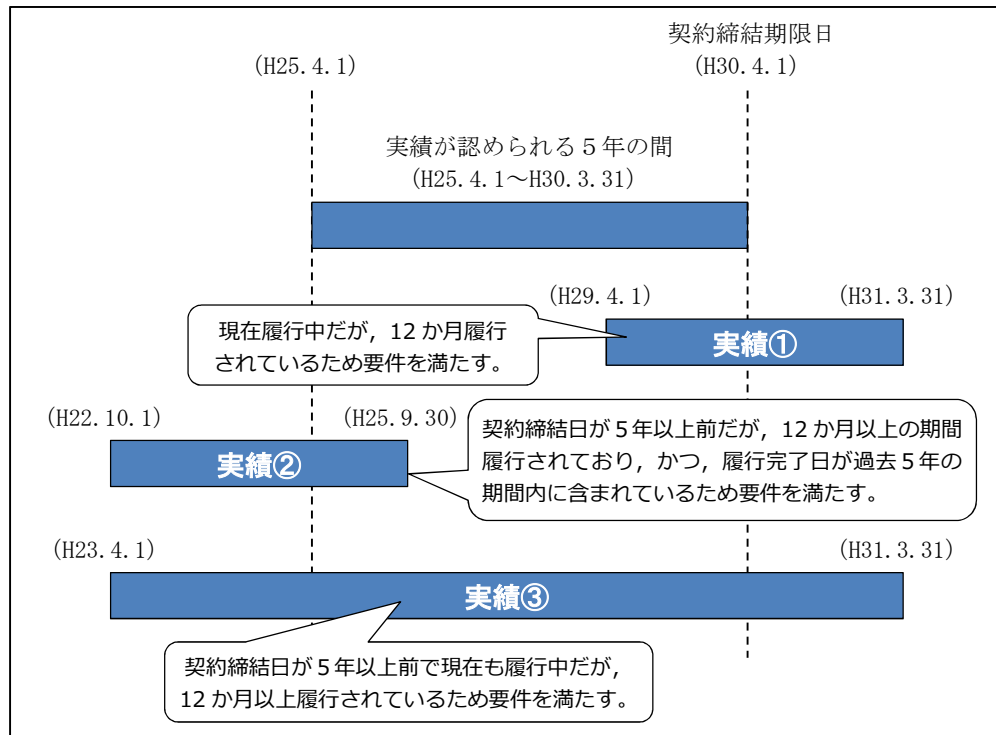 契約締結期限日
(H25.4.1)
(H30.4.1)
実績が認められる５年の間
(H25.4.1～H30.3.31)
(H29.4.1)
(H31.3.31)
現在履行中だが，12 か月履行
されているため要件を満たす。
実績①
(H22.10.1)
(H25.9.30)
実績②
契約締結日が５年以上前だが，12 か月以上の期間
履行されており，かつ，履行完了日が過去５年の
期間内に含まれているため要件を満たす。
(H23.4.1)
(H31.3.31)
実績③
契約締結日が５年以上前で現在も履行中だが，
12 か月以上履行されているため要件を満たす。